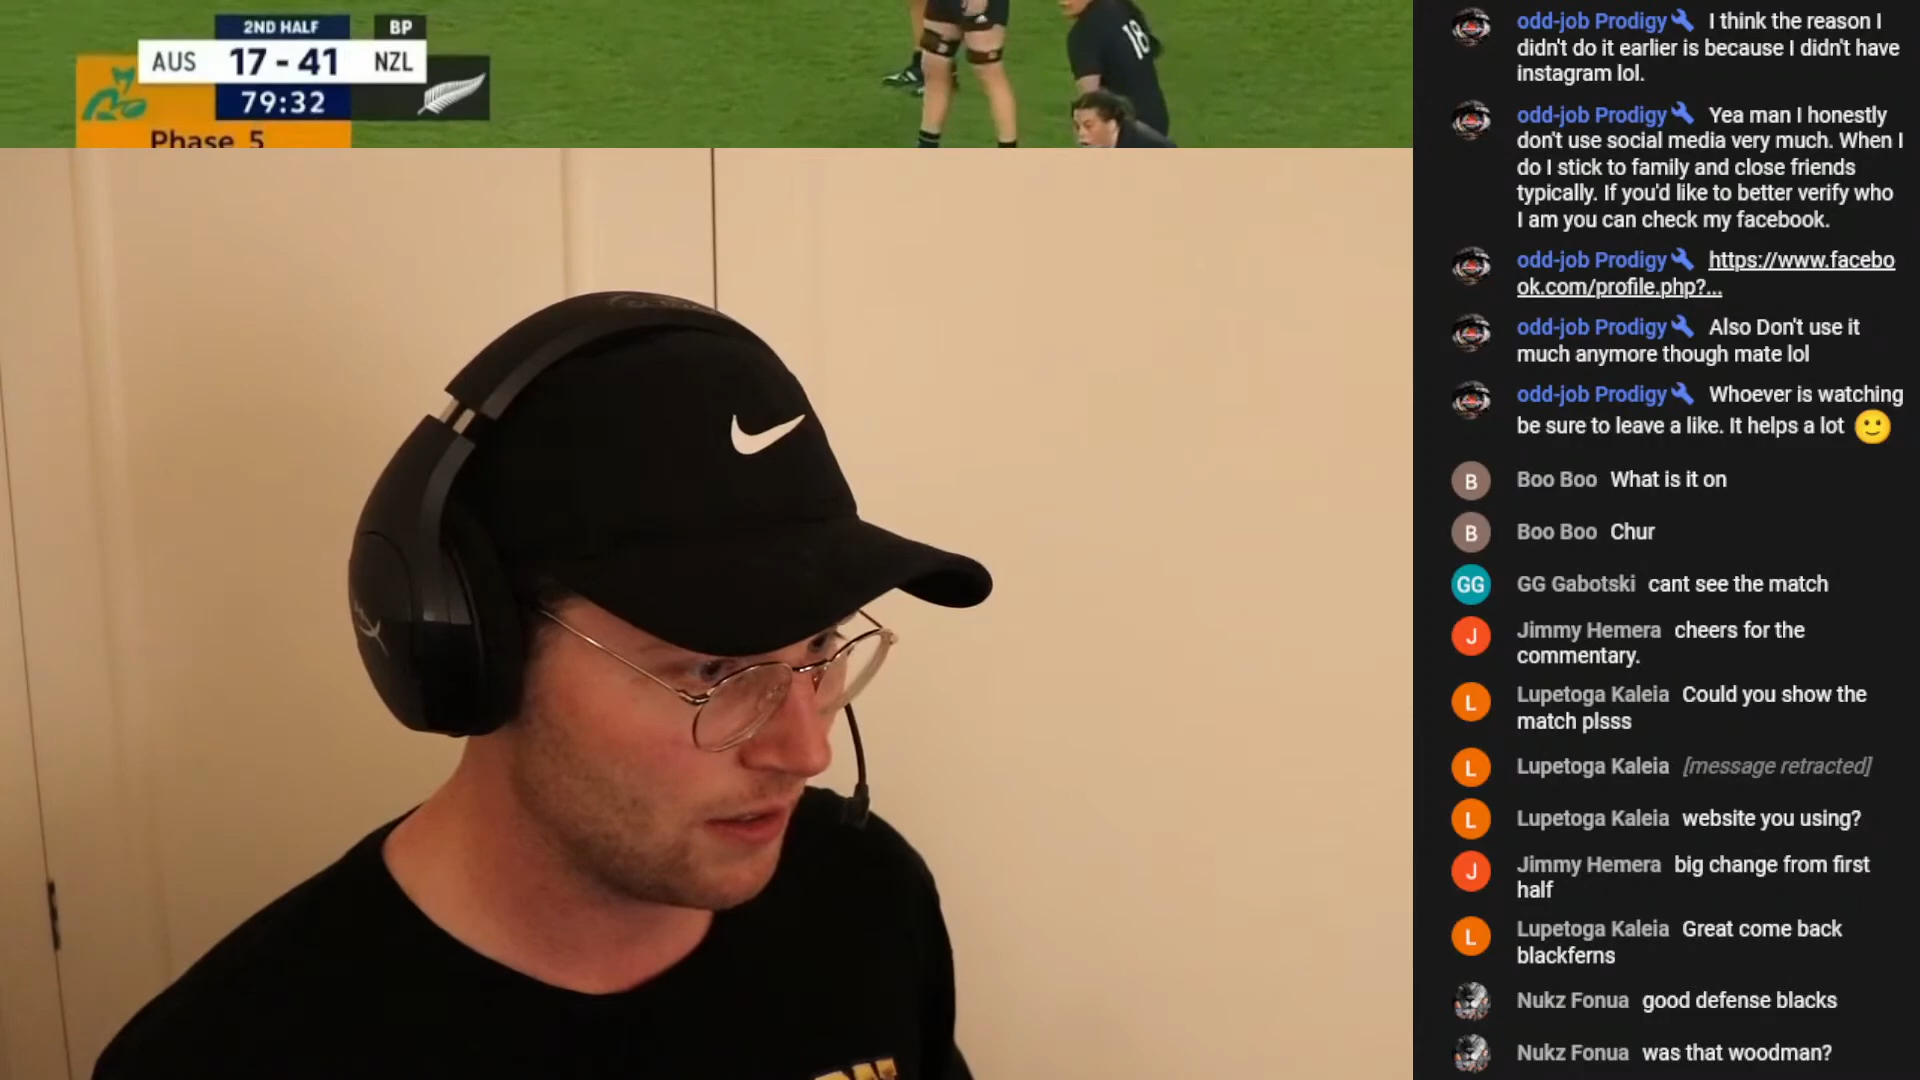 2ND HALF
BP
AUS 17 - 41 NZL
79:32
Phase 5
18
odd-job Prodigy I think the reason I
didn't do it earlier is because I didn't have
instagram lol.
odd-job Prodigy Yea man I honestly
don't use social media very much. When I
do I stick to family and close friends
typically. If you'd like to better verify who
I am you can check my facebook.
odd-job Prodigy https://www.facebo
ok.com/profile.php?...
odd-job Prodigy Also Don't use it
much anymore though mate lol
odd-job Prodigy Whoever is watching
be sure to leave a like. It helps a lot
B Boo Boo What is it on
B Boo Boo Chur
GG GG Gabotski cant see the match
J Jimmy Hemera cheers for the
commentary.
L Lupetoga Kaleia Could you show the
match plsss
L Lupetoga Kaleia [message retracted]
L Lupetoga Kaleia website you using?
J Jimmy Hemera big change from first
half
L Lupetoga Kaleia Great come back
blackferns
Nukz Fonua good defense blacks
Nukz Fonua was that woodman?